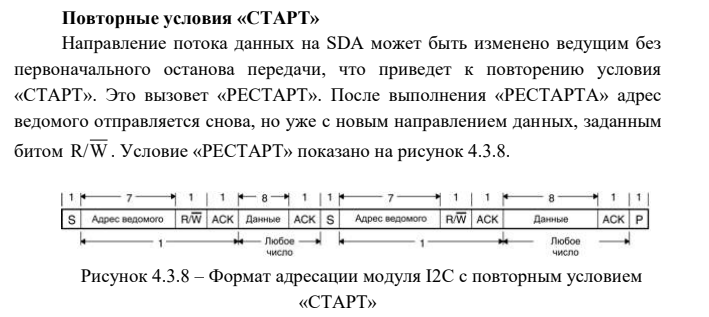 Повторные условия «СТАРТ»
Направление потока данных на SDA может быть изменено ведущим без
первоначального останова передачи, что приведет к повторению условия
«СТАРТ». Это вызовет «РЕСТАРТ». После выполнения «РЕСТАРТА» адрес
ведомого отправляется снова, но уже с новым направлением данных, заданным
битом R/W̅. Условие «РЕСТАРТ» показано на рисунок 4.3.8.
1 7 1 1 8 1 1 7 1 1 8 1 1
S Адрес ведомого R/W̅ ACK Данные ACK S Адрес ведомого R/W̅ ACK Данные ACK P
1 Любое число 1 Любое число
Рисунок 4.3.8 – Формат адресации модуля I2C с повторным условием
«СТАРТ»